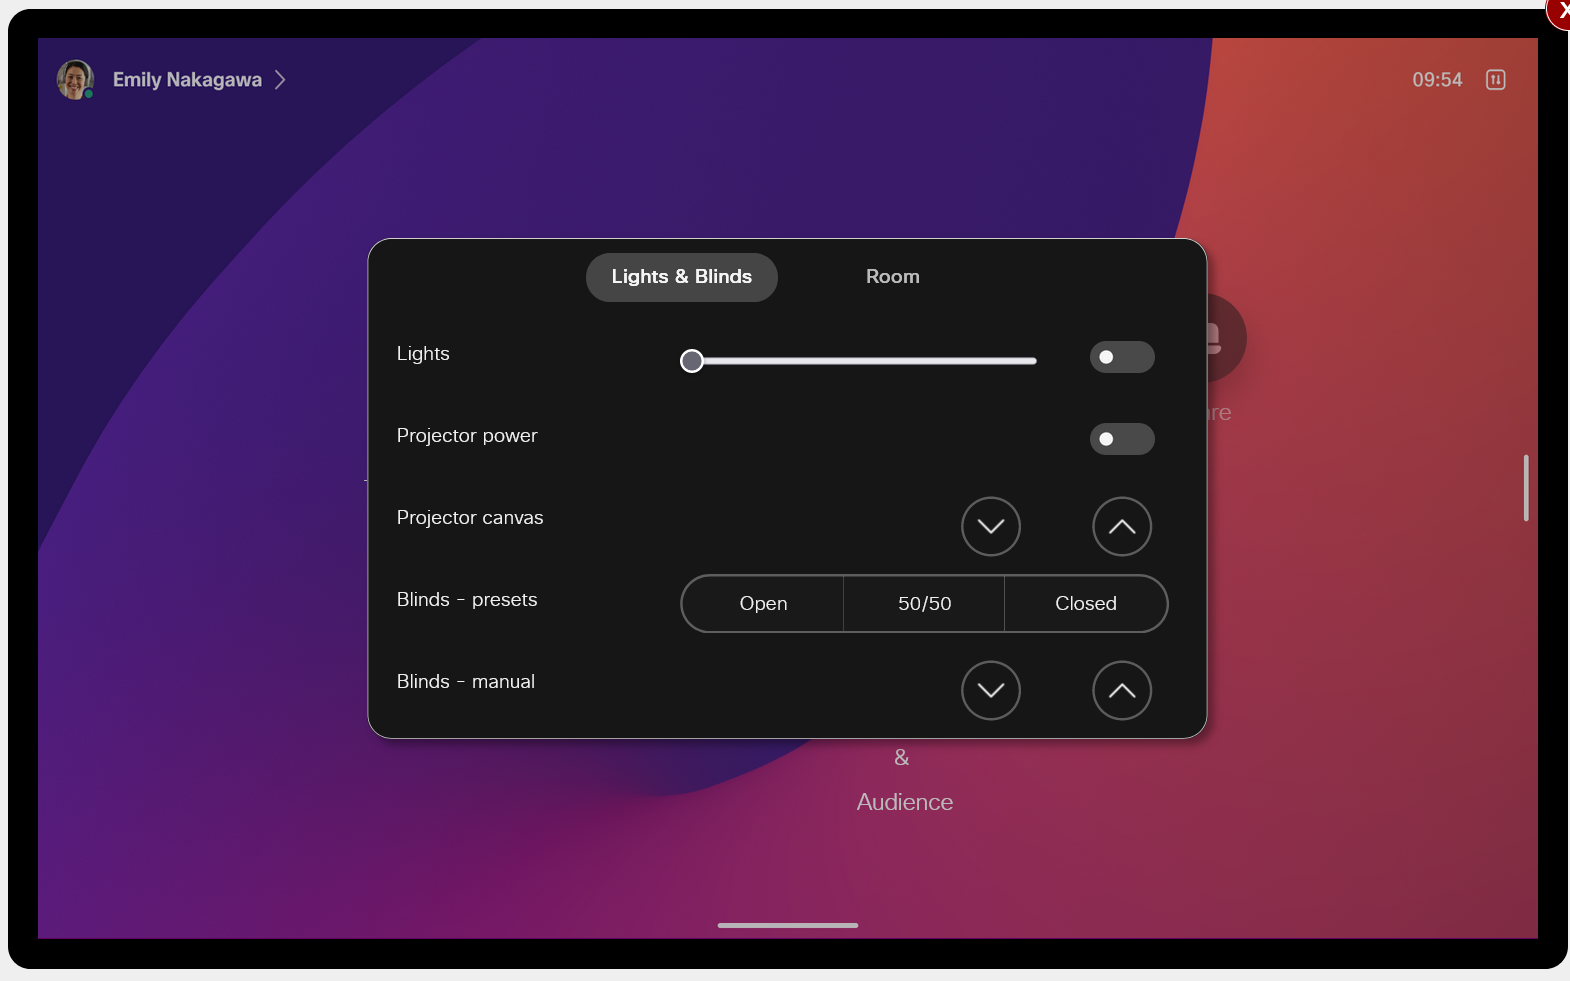 X
Emily Nakagawa
09:54
Lights & Blinds
Room
Lights
Projector power
Projector canvas
Blinds - presets
Open
50/50
Closed
Blinds - manual
&
Audience